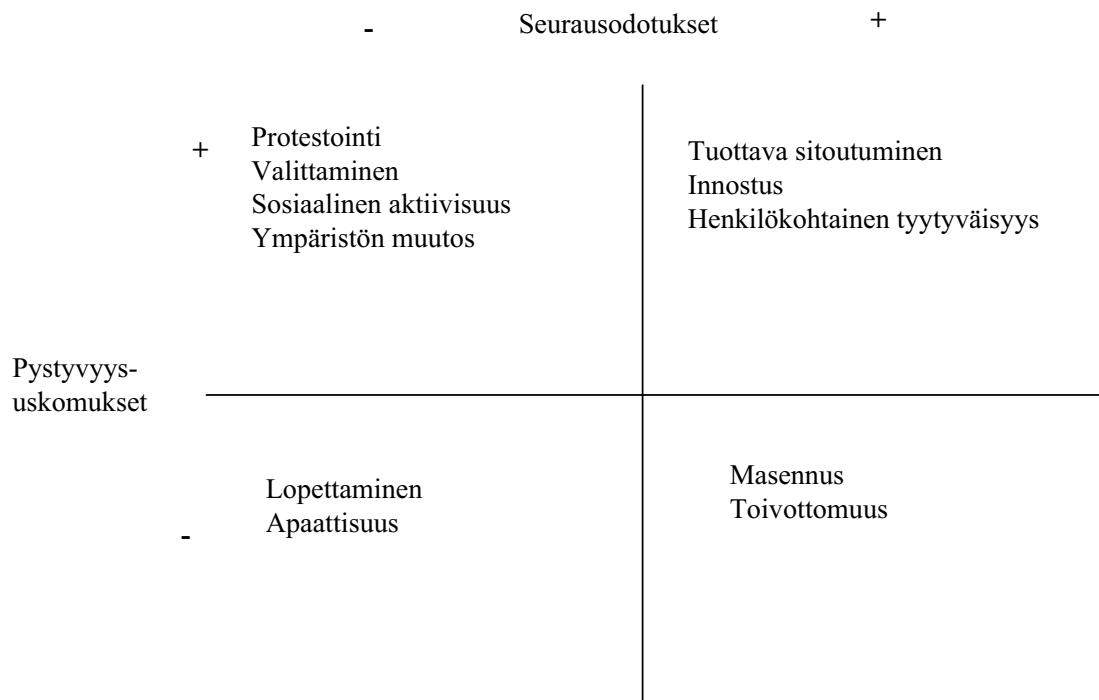 - Seurausodotukset +
+ Protestointi
Valittaminen
Sosiaalinen aktiivisuus
Ympäristön muutos
Tuottava sitoutuminen
Innostus
Henkilökohtainen tyytyväisyys
Pystyvyys-
uskomukset
- Lopettaminen
Apaattisuus
Masennus
Toivottomuus